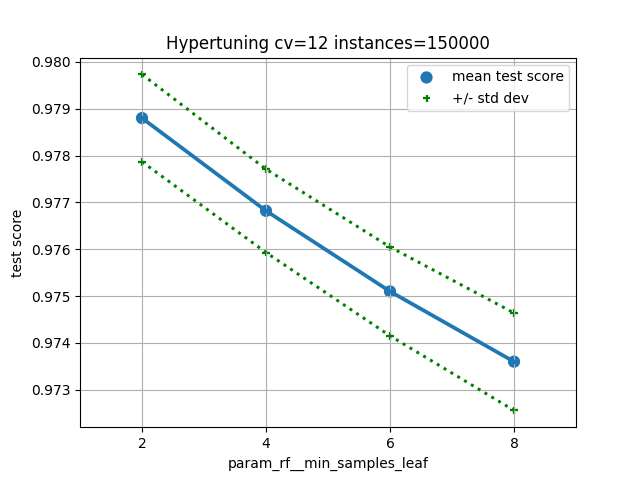 Hypertuning cv=12 instances=150000
0.980
0.979
0.978
0.977
0.976
0.975
0.974
0.973
test score
mean test score
+/- std dev
2
4
6
8
param_rf__min_samples_leaf